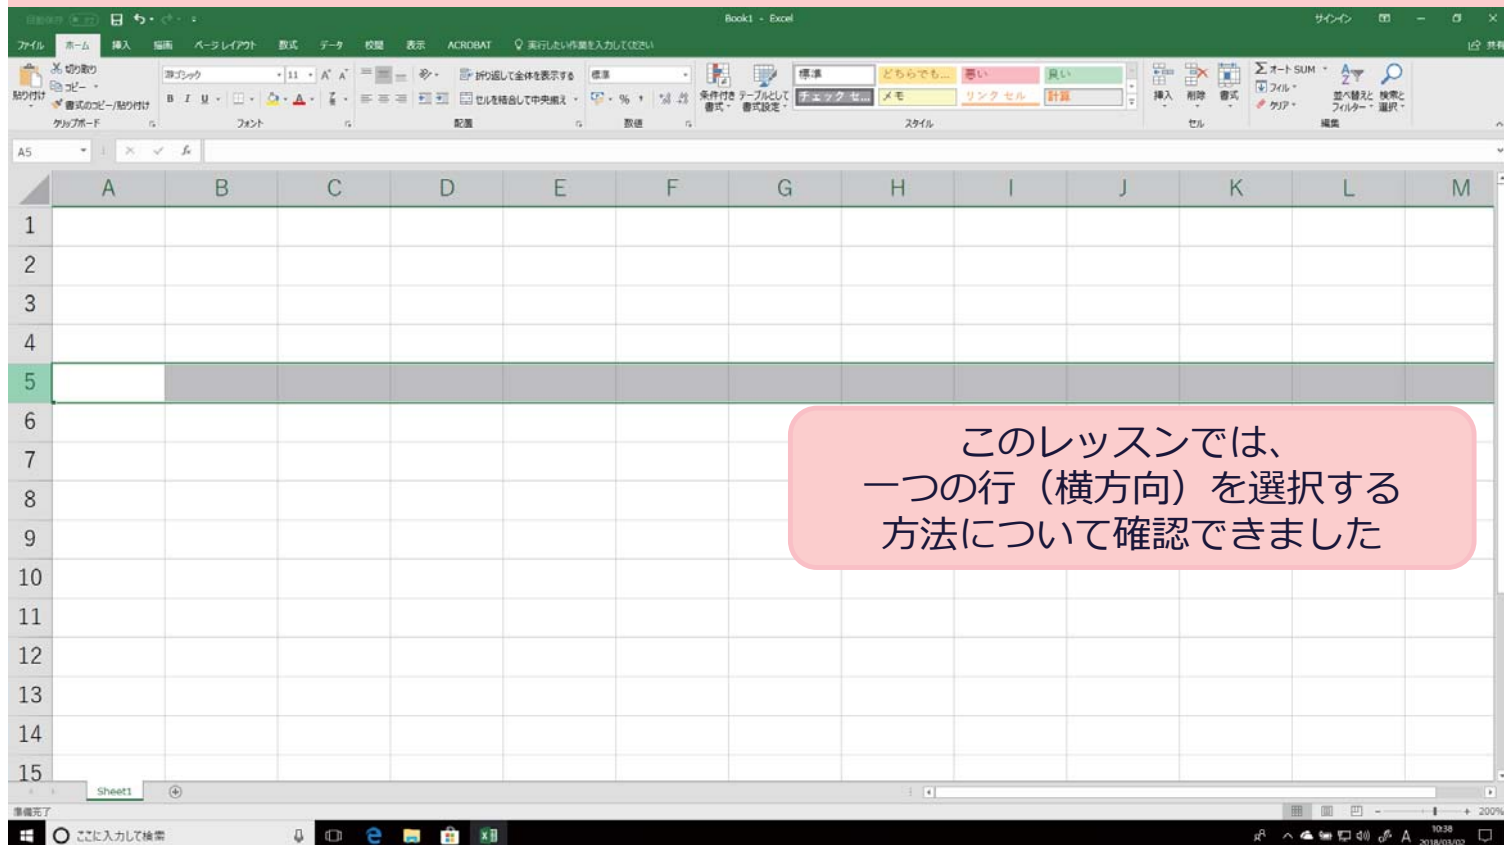 Book1 - Excel
サインイン
ファイル ホーム 挿入 描画 ページレイアウト 数式 データ 校閲 表示 ACROBAT 実行したい作業を入力してください 共有
貼り付け
切り取り
コピー
書式のコピー/貼り付け
クリップボード
游ゴシック 11
B I U
フォント
折り返して全体を表示する
セルを結合して中央揃え
配置
標準
%
数値
条件付き書式
テーブルとして書式設定
標準 どちらでも... 悪い 良い
チェック セ... メモ リンク セル 計算
スタイル
挿入 削除 書式
セル
オート SUM
フィル
クリア
並べ替えとフィルター
検索と選択
編集
A5 fx
A B C D E F G H I J K L M
1
2
3
4
5
6
7
8
9
10
11
12
13
14
15
このレッスンでは、
一つの行（横方向）を選択する
方法について確認できました
Sheet1
準備完了
200%
ここに入力して検索
A
10:38
2018/03/02